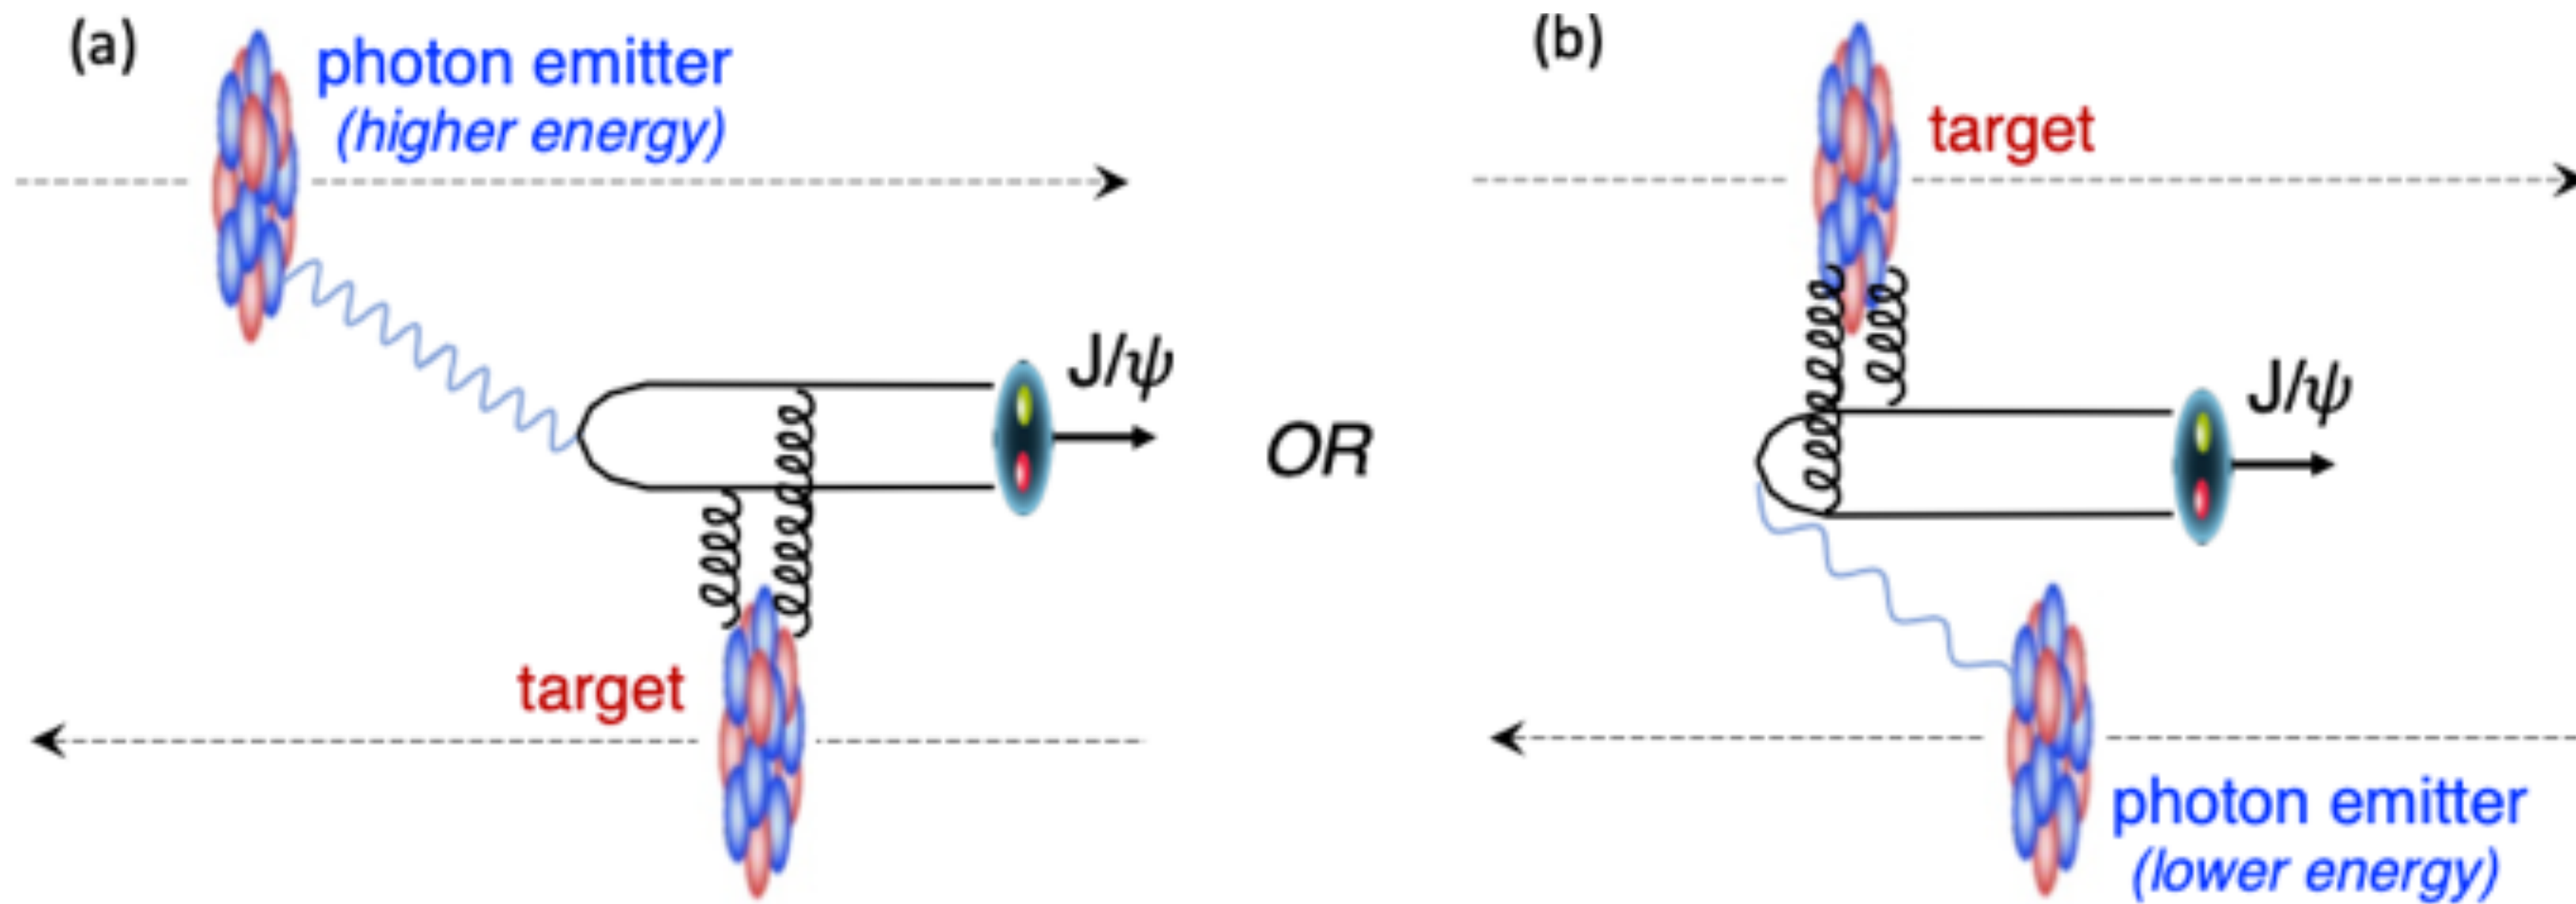 (a)
photon emitter
(higher energy)
J/ψ
target
OR
(b)
target
J/ψ
photon emitter
(lower energy)